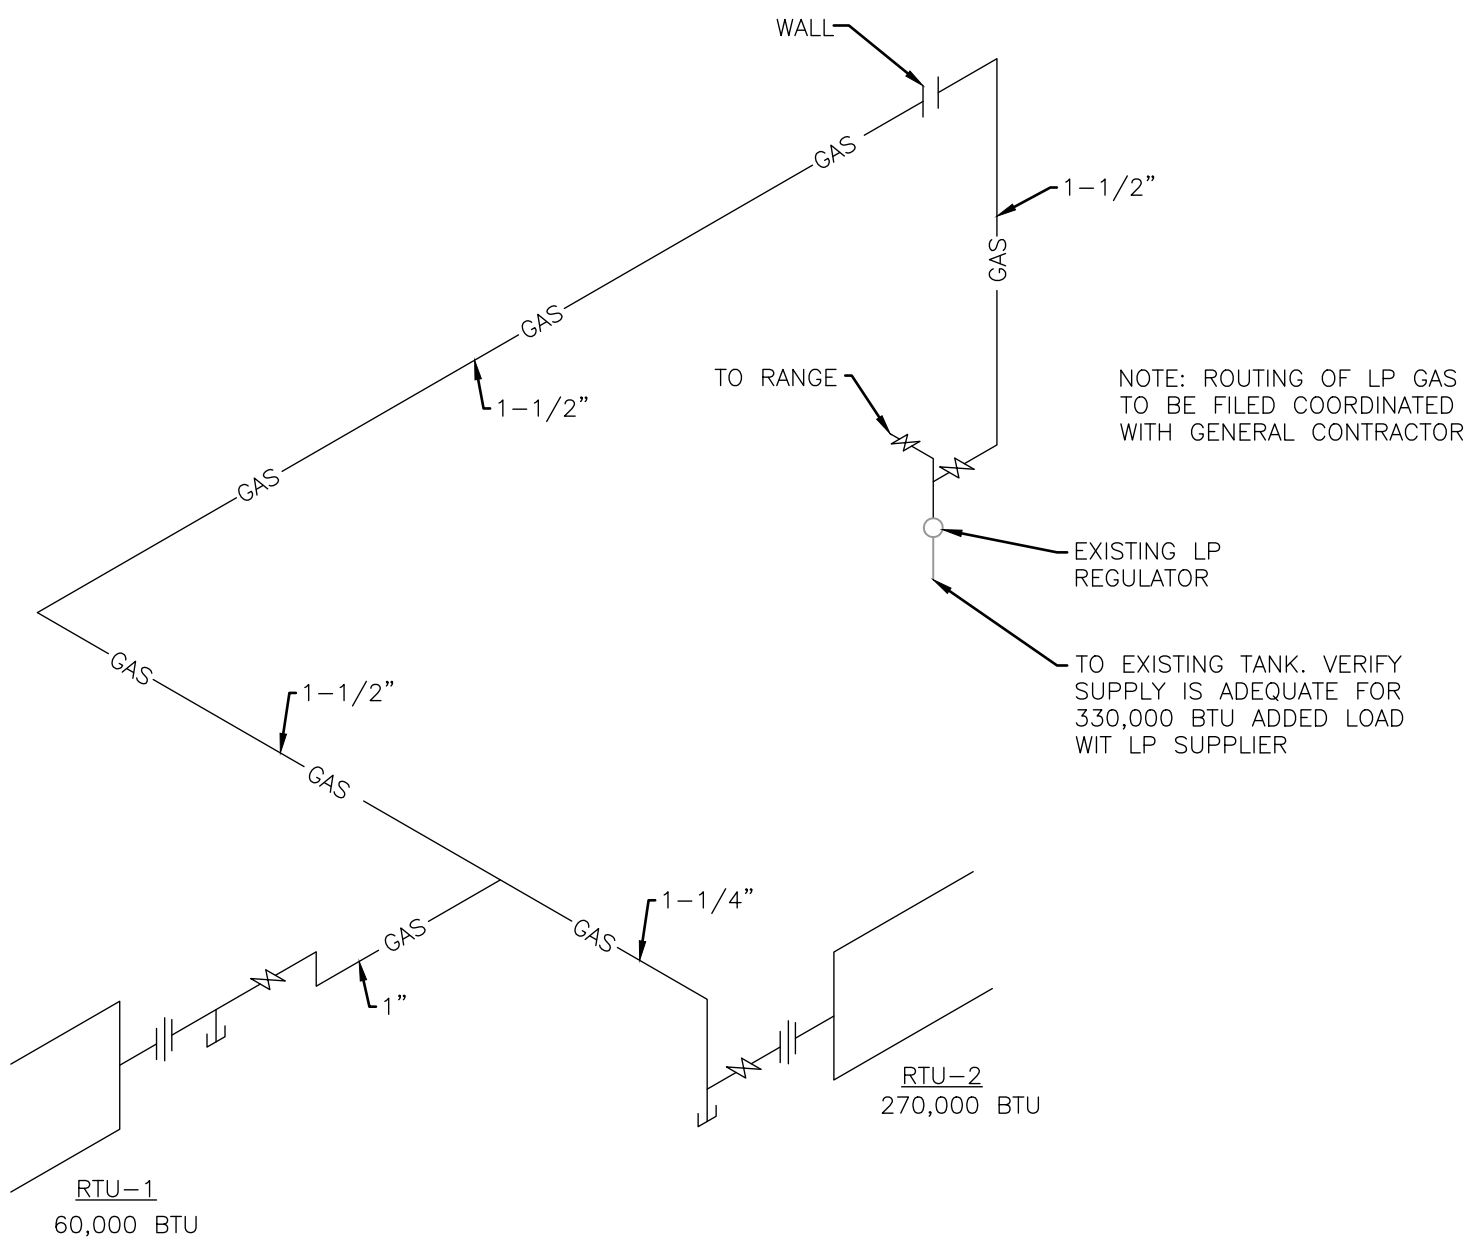 WALL
GAS
1-1/2"
GAS
GAS
1-1/2"
TO RANGE
NOTE: ROUTING OF LP GAS
TO BE FILED COORDINATED
WITH GENERAL CONTRACTOR
GAS
EXISTING LP
REGULATOR
GAS
TO EXISTING TANK. VERIFY
SUPPLY IS ADEQUATE FOR
330,000 BTU ADDED LOAD
WIT LP SUPPLIER
1-1/2"
GAS
1-1/4"
GAS
GAS
1"
RTU-2
270,000 BTU
RTU-1
60,000 BTU